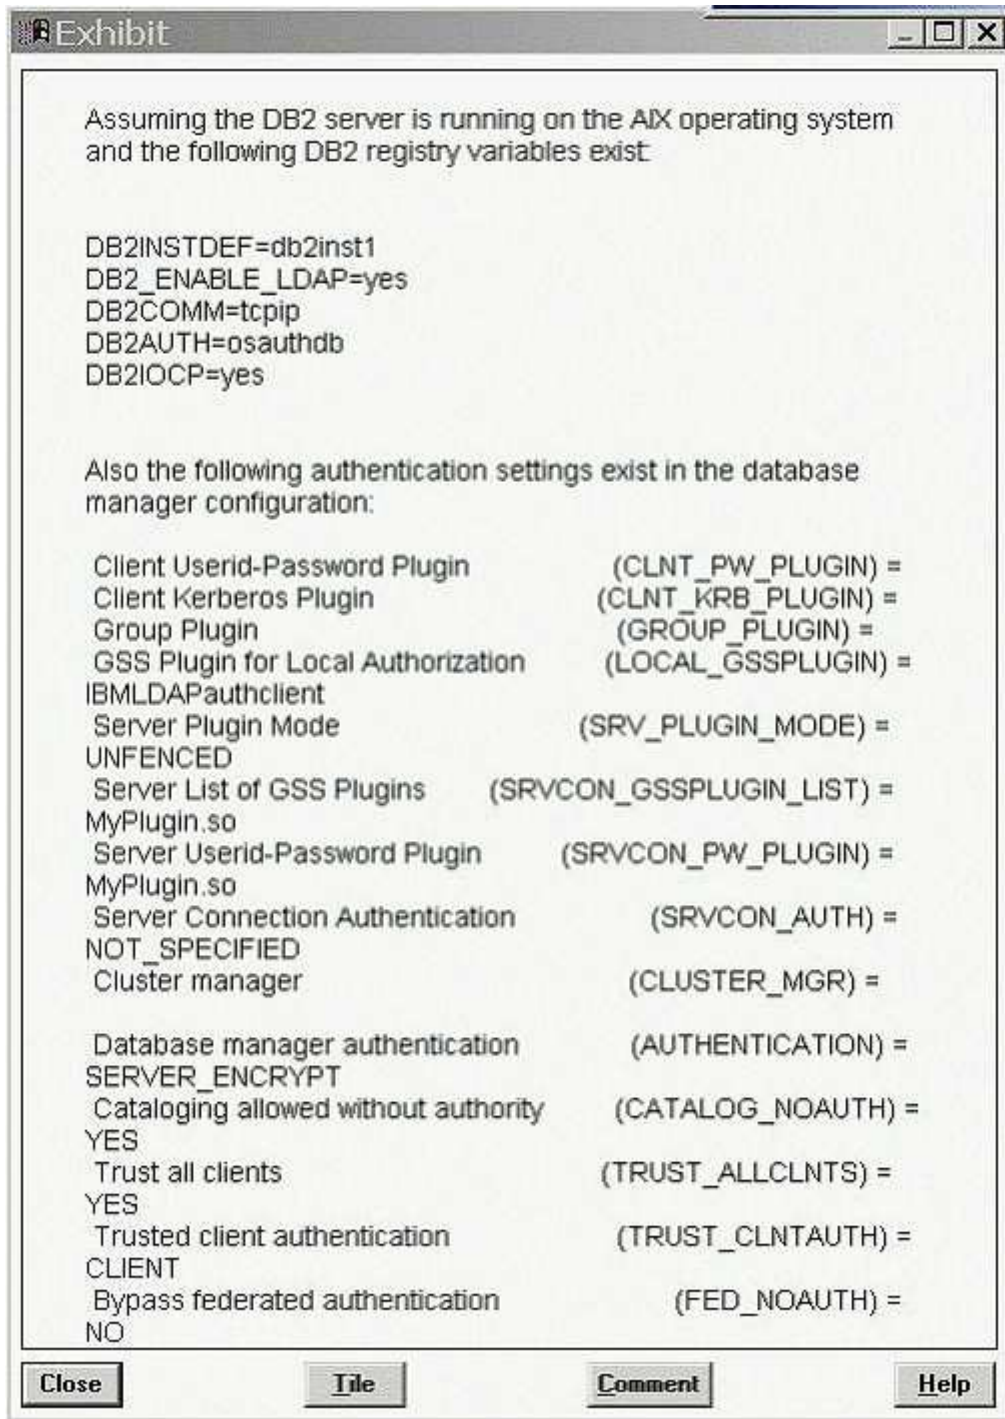 Exhibit
Assuming the DB2 server is running on the AIX operating system
and the following DB2 registry variables exist:
DB2INSTDEF=db2inst1
DB2_ENABLE_LDAP=yes
DB2COMM=tcpip
DB2AUTH=osauthdb
DB2IOCP=yes
Also the following authentication settings exist in the database
manager configuration:
Client Userid-Password Plugin (CLNT_PW_PLUGIN) =
Client Kerberos Plugin (CLNT_KRB_PLUGIN) =
Group Plugin (GROUP_PLUGIN) =
GSS Plugin for Local Authorization (LOCAL_GSSPLUGIN) =
IBMLDAPauthclient
Server Plugin Mode (SRV_PLUGIN_MODE) =
UNFENCED
Server List of GSS Plugins (SRVCON_GSSPLUGIN_LIST) =
MyPlugin.so
Server Userid-Password Plugin (SRVCON_PW_PLUGIN) =
MyPlugin.so
Server Connection Authentication (SRVCON_AUTH) =
NOT_SPECIFIED
Cluster manager (CLUSTER_MGR) =
Database manager authentication (AUTHENTICATION) =
SERVER_ENCRYPT
Cataloging allowed without authority (CATALOG_NOAUTH) =
YES
Trust all clients (TRUST_ALLCLNTS) =
YES
Trusted client authentication (TRUST_CLNTAUTH) =
CLIENT
Bypass federated authentication (FED_NOAUTH) =
NO
Close Tile Comment Help